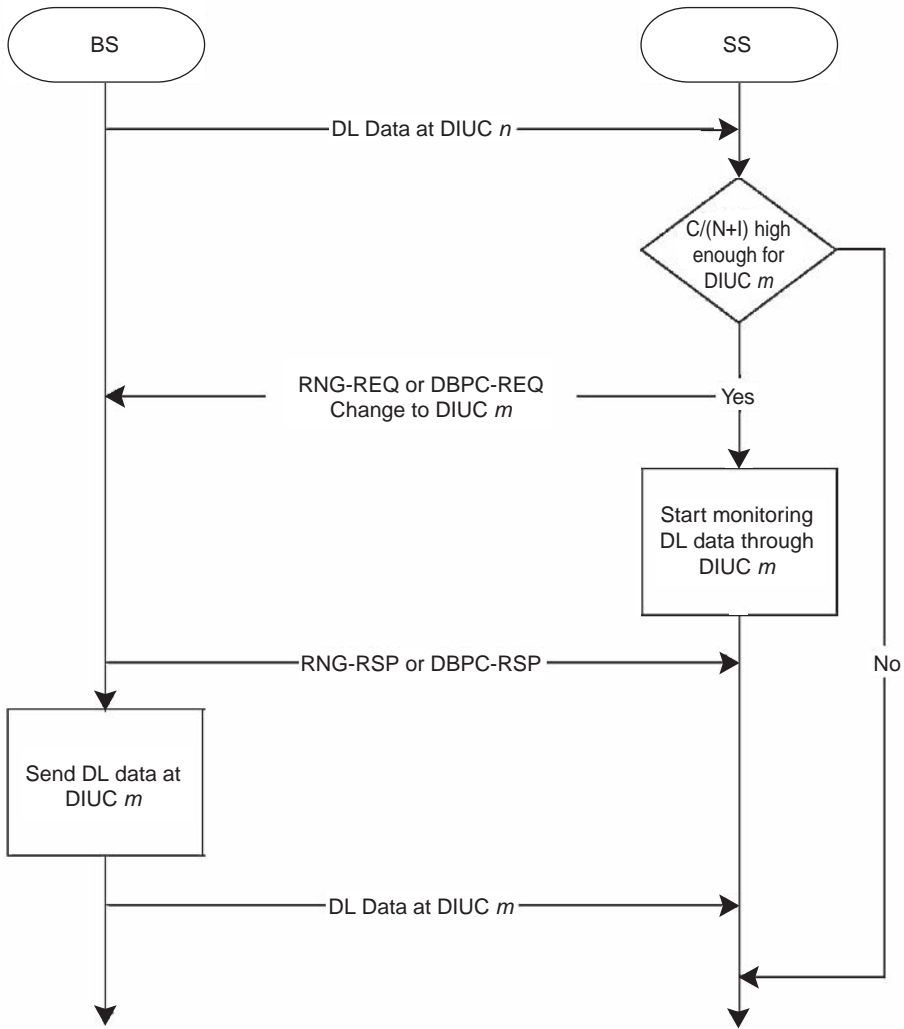 BS
SS
DL Data at DIUC n
C/(N+I) high
enough for
DIUC m
RNG-REQ or DBPC-REQ
Change to DIUC m
Yes
Start monitoring
DL data through
DIUC m
RNG-RSP or DBPC-RSP
No
Send DL data at
DIUC m
DL Data at DIUC m